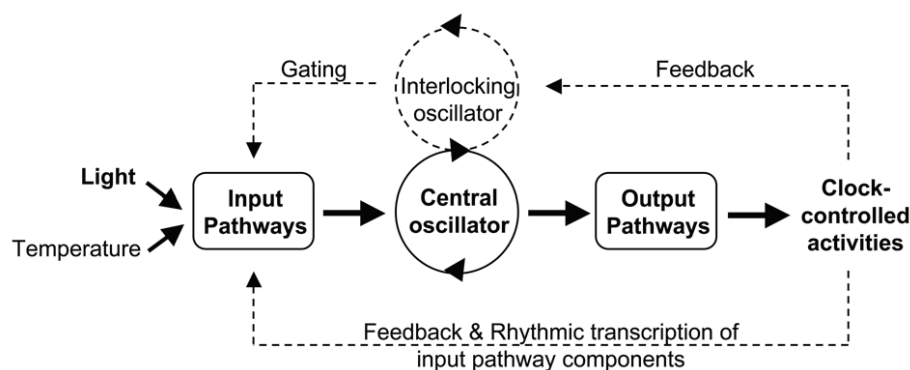 Gating
Interlocking
oscillator
Feedback
Light
Temperature
Input
Pathways
Central
oscillator
Output
Pathways
Clock-
controlled
activities
Feedback & Rhythmic transcription of
input pathway components